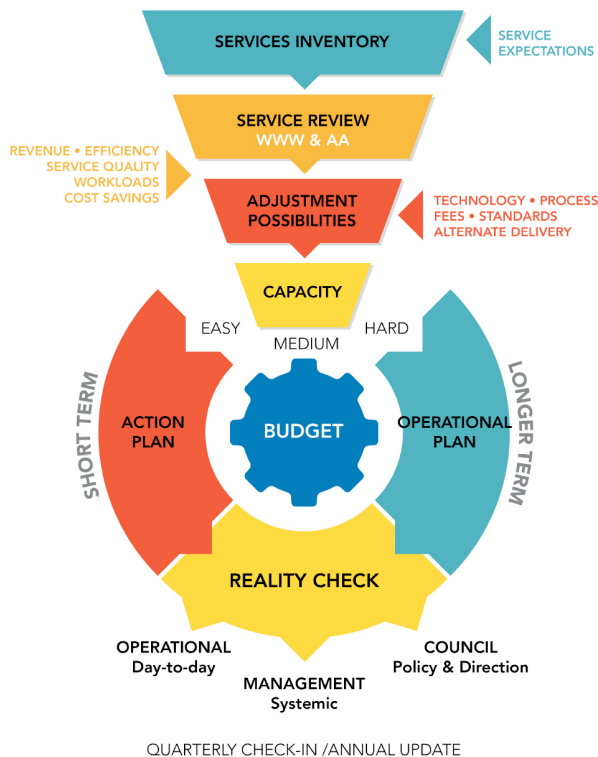 SERVICES INVENTORY
SERVICE
EXPECTATIONS
SERVICE REVIEW
WWW & AA
REVENUE • EFFICIENCY
SERVICE QUALITY
WORKLOADS
COST SAVINGS
ADJUSTMENT
POSSIBILITIES
TECHNOLOGY • PROCESS
FEES • STANDARDS
ALTERNATE DELIVERY
CAPACITY
EASY
MEDIUM
HARD
SHORT TERM
ACTION
PLAN
BUDGET
OPERATIONAL
PLAN
LONGER TERM
REALITY CHECK
OPERATIONAL
Day-to-day
MANAGEMENT
Systemic
COUNCIL
Policy & Direction
QUARTERLY CHECK-IN /ANNUAL UPDATE